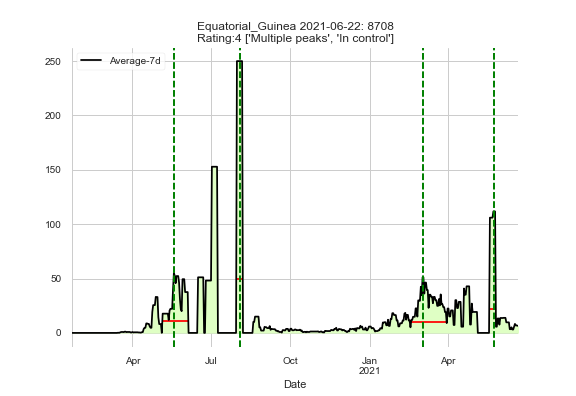 Equatorial_Guinea 2021-06-22: 8708
Rating:4 ['Multiple peaks', 'In control']
Average-7d
250
200
150
100
50
0
Apr
Jul
Oct
Jan
2021
Apr
Date